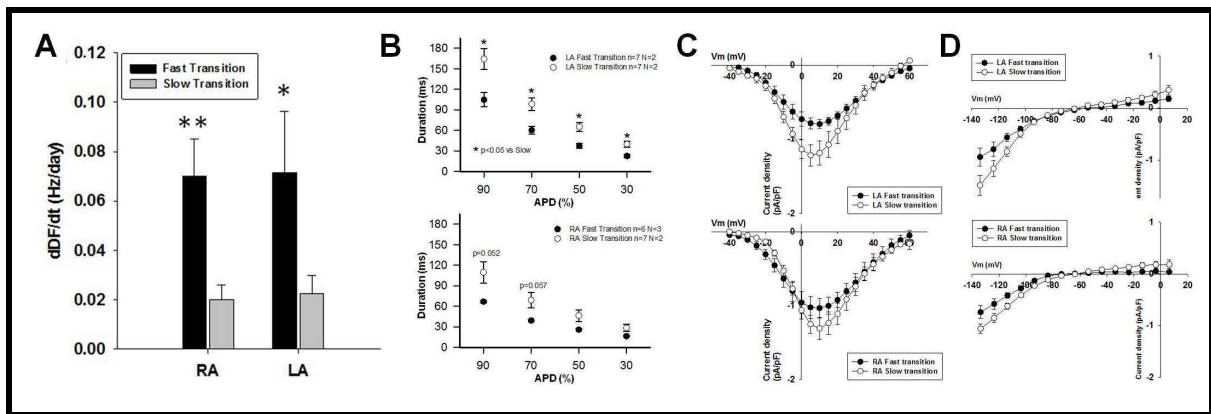 A
0.12
0.10
0.08
0.06
0.04
0.02
0.00
dDF/dt (Hz/day)
Fast Transition
Slow Transition
**
*
RA
LA
B
180
150
120
90
60
30
0
Duration (ms)
*
*
*
*
LA Fast Transition n=7 N=2
LA Slow Transition n=7 N=2
* p<0.05 vs Slow
90
70
50
30
APD (%)
180
150
120
90
60
30
0
Duration (ms)
RA Fast Transition n=6 N=3
RA Slow Transition n=7 N=2
p=0.052
p=0.057
90
70
50
30
APD (%)
C
Vm (mV)
0
-40
-20
0
20
40
60
-2
Current density
(pA/pF)
LA Fast transition
LA Slow transition
0
-40
-20
0
20
40
60
-2
Current density
(pA/pF)
RA Fast transition
RA Slow transition
D
LA Fast transition
LA Slow transition
Vm (mV)
-140
-120
-100
-80
-60
-40
-20
0
20
1
0
-1
-2
ent density (pA/pF)
RA Fast transition
RA Slow transition
Vm (mV)
-140
-120
-100
-80
-60
-40
-20
0
20
1
0
-1
-2
Current density (pA/pF)